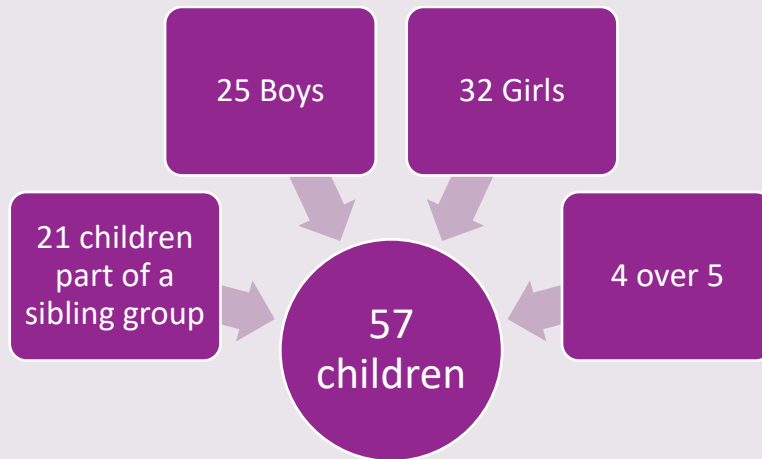 25 Boys
32 Girls
21 children
part of a
sibling group
4 over 5
57
children